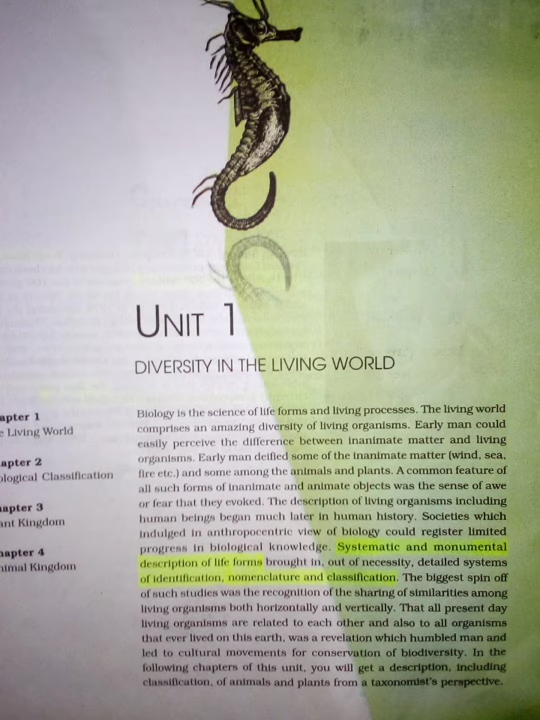 UNIT 1
DIVERSITY IN THE LIVING WORLD
apter 1
e Living World
apter 2
ological Classification
apter 3
ant Kingdom
apter 4
nimal Kingdom
Biology is the science of life forms and living processes. The living world
comprises an amazing diversity of living organisms. Early man could
easily perceive the difference between inanimate matter and living
organisms. Early man deified some of the inanimate matter (wind, sea,
fire etc.) and some among the animals and plants. A common feature of
all such forms of inanimate and animate objects was the sense of awe
or fear that they evoked. The description of living organisms including
human beings began much later in human history. Societies which
indulged in anthropocentric view of biology could register limited
progress in biological knowledge. Systematic and monumental
description of life forms brought in, out of necessity, detailed systems
of identification, nomenclature and classification. The biggest spin off
of such studies was the recognition of the sharing of similarities among
living organisms both horizontally and vertically. That all present day
living organisms are related to each other and also to all organisms
that ever lived on this earth, was a revelation which humbled man and
led to cultural movements for conservation of biodiversity. In the
following chapters of this unit, you will get a description, including
classification, of animals and plants from a taxonomist's perspective.